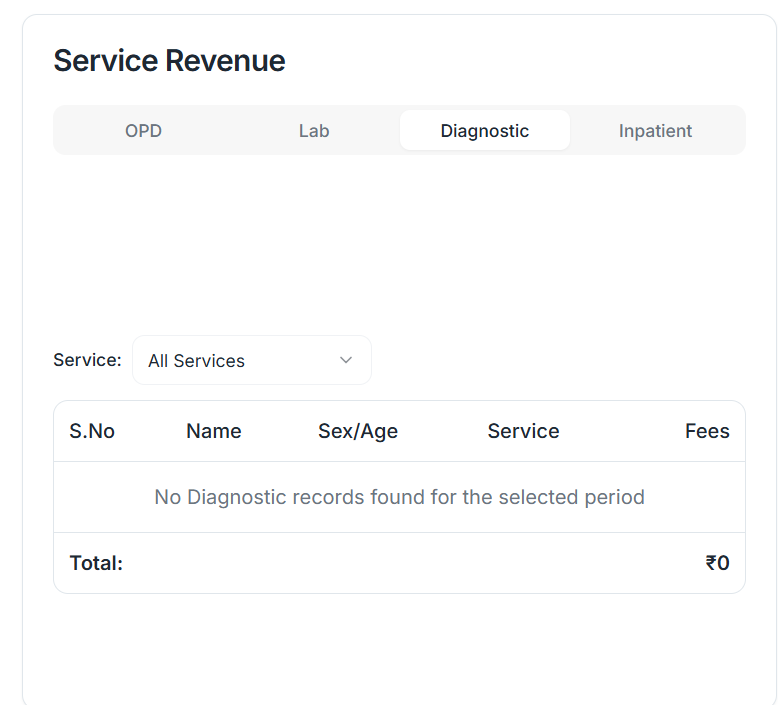 Service Revenue
OPD Lab Diagnostic Inpatient
Service: All Services
S.No Name Sex/Age Service Fees
No Diagnostic records found for the selected period
Total: ₹0